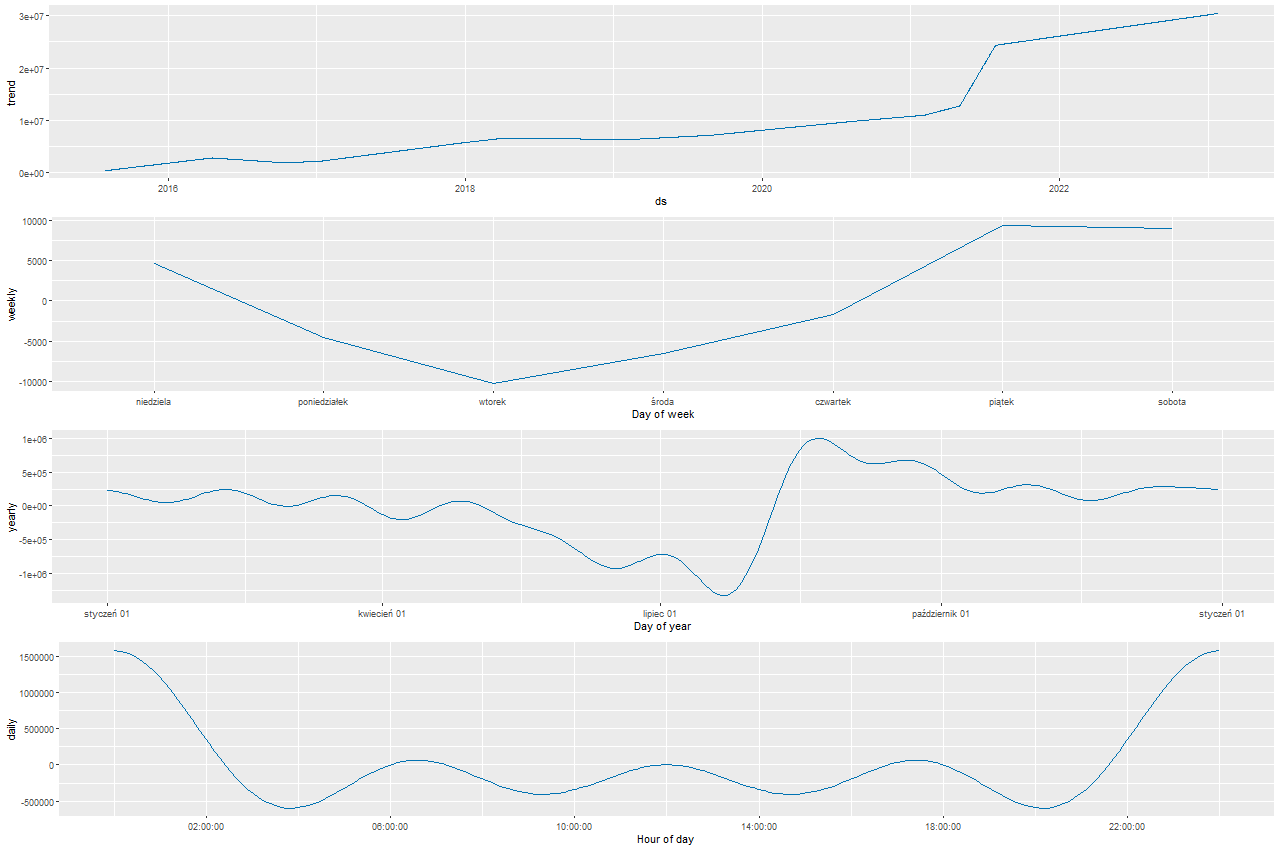 trend
3e+07
2e+07
1e+07
0e+00
2016 2018 2020 2022
ds
weekly
10000
5000
0
-5000
-10000
niedziela poniedziałek wtorek środa czwartek piątek sobota
Day of week
yearly
1e+06
5e+05
0e+00
-5e+05
-1e+06
styczeń 01 kwiecień 01 lipiec 01 październik 01 styczeń 01
Day of year
daily
1500000
1000000
500000
0
-500000
02:00:00 06:00:00 10:00:00 14:00:00 18:00:00 22:00:00
Hour of day